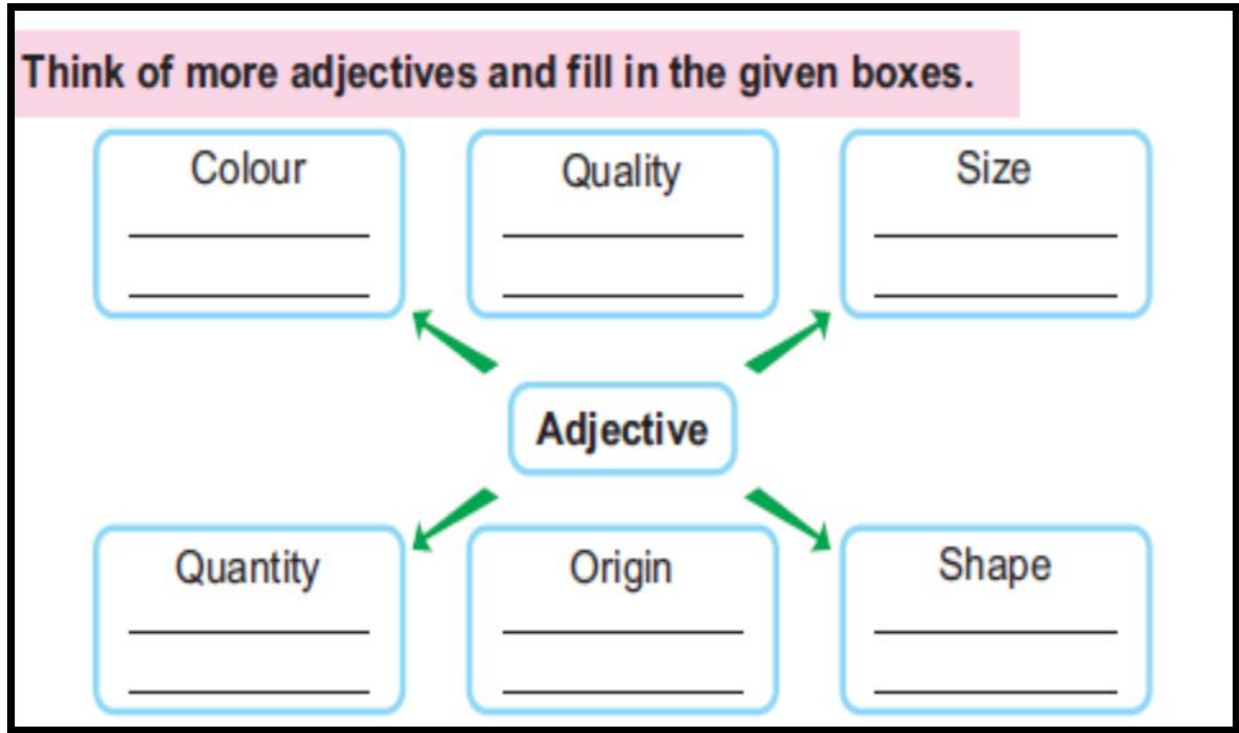 Think of more adjectives and fill in the given boxes.
Colour
Quality
Size
Adjective
Quantity
Origin
Shape